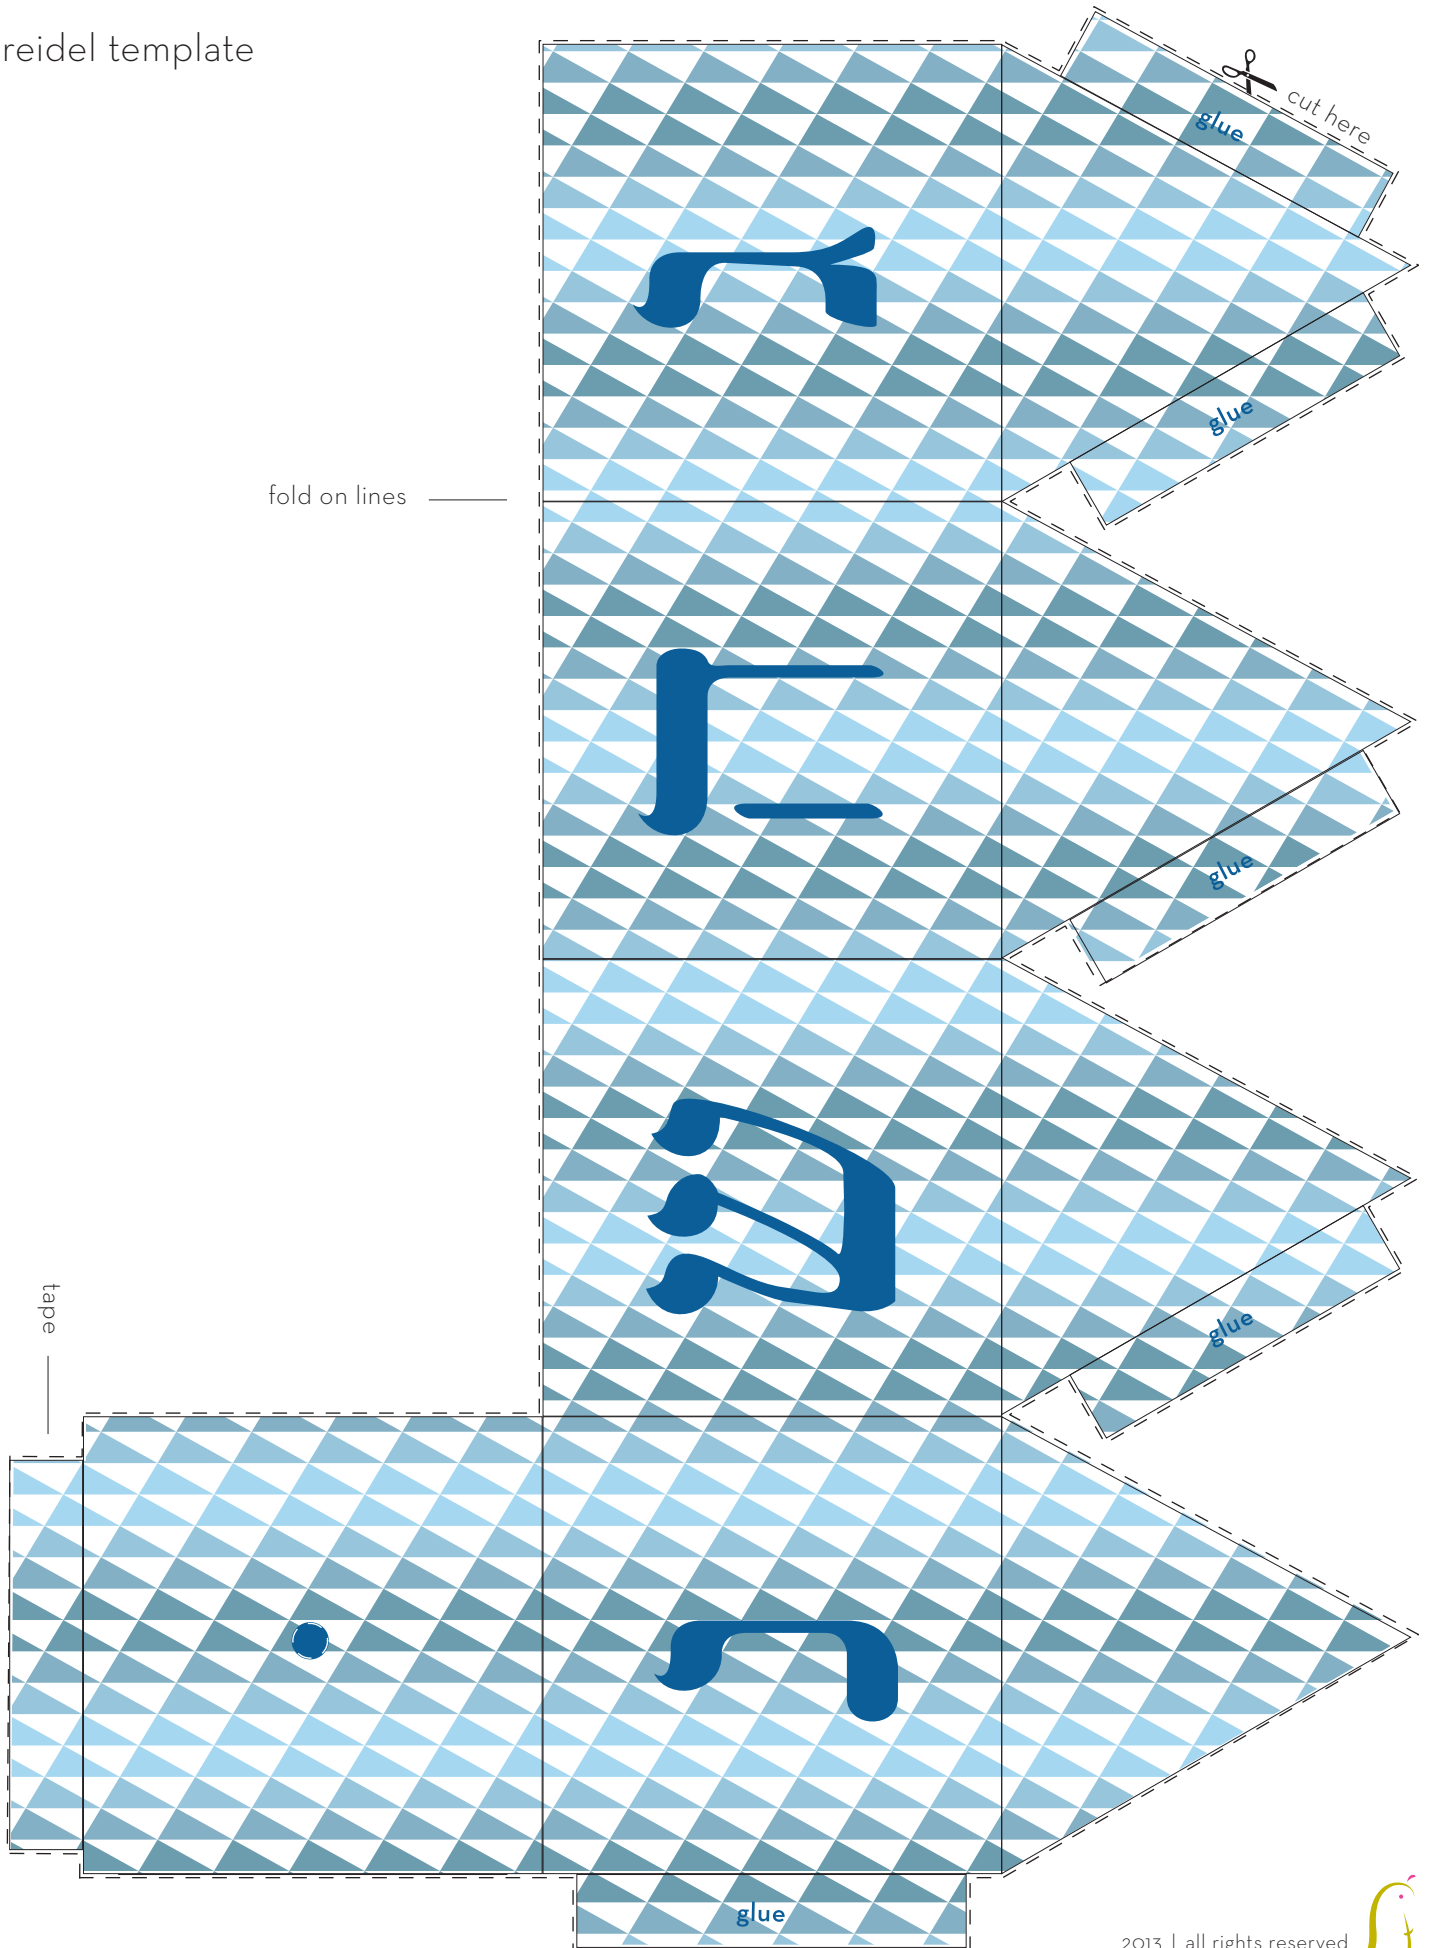 reidel template
cut here
glue
ג
glue
fold on lines
ה
glue
ש
glue
tape
נ
glue
2013 | all rights reserved